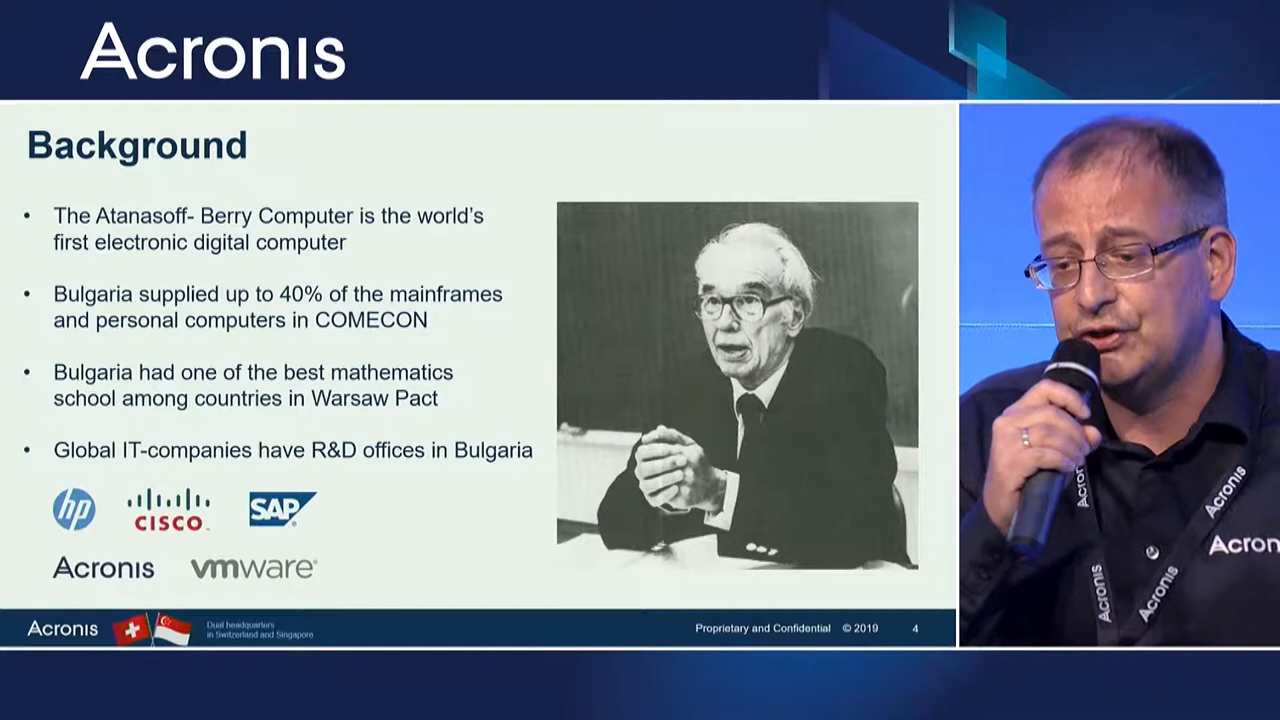 Acronis
Background
• The Atanasoff- Berry Computer is the world's
first electronic digital computer
• Bulgaria supplied up to 40% of the mainframes
and personal computers in COMECON
• Bulgaria had one of the best mathematics
school among countries in Warsaw Pact
• Global IT-companies have R&D offices in Bulgaria
hp
CISCO
SAP
Acronis
vmware
Acronis
Dual headquarters
in Switzerland and Singapore
Proprietary and Confidential © 2019 4
Acronis
Acronis
Acronis
Acronis
Acron